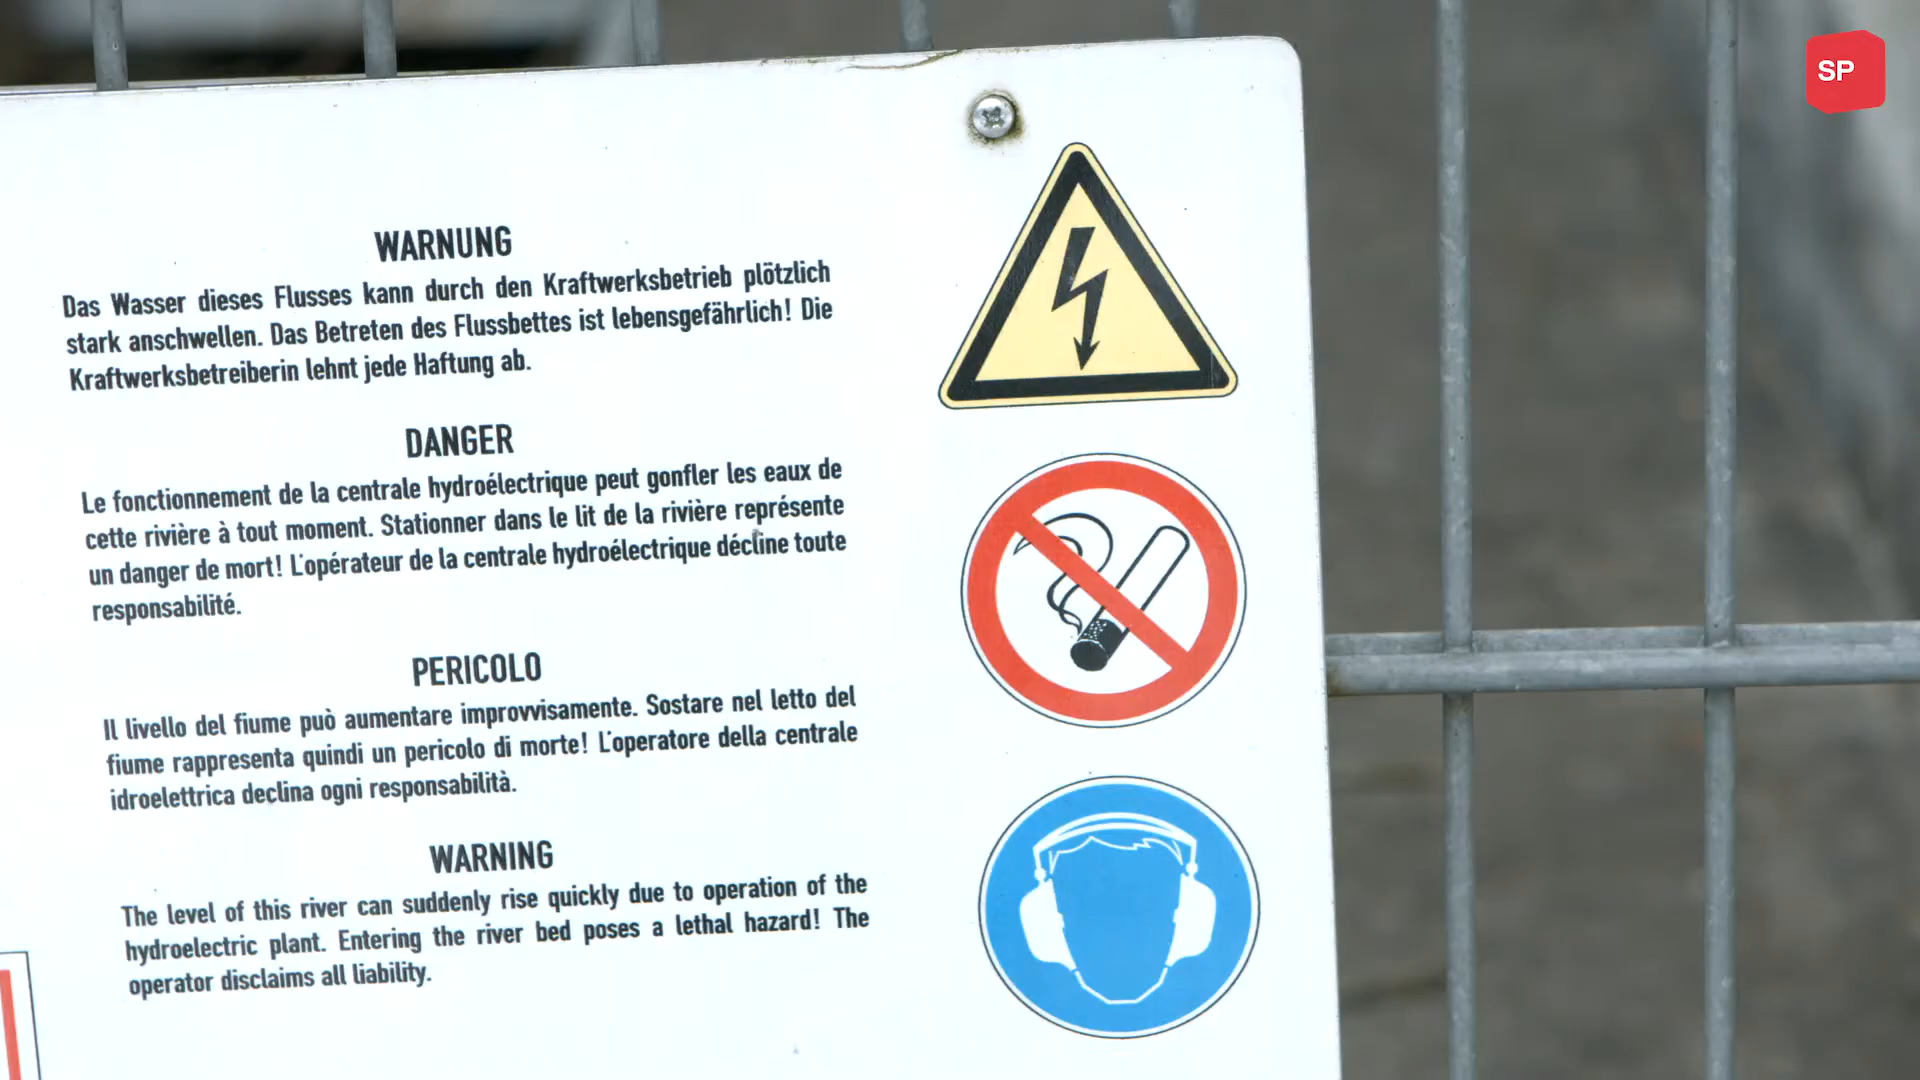 SP
WARNUNG
Das Wasser dieses Flusses kann durch den Kraftwerksbetrieb plötzlich
stark anschwellen. Das Betreten des Flussbettes ist lebensgefährlich! Die
Kraftwerksbetreiberin lehnt jede Haftung ab.
DANGER
Le fonctionnement de la centrale hydroélectrique peut gonfler les eaux de
cette rivière à tout moment. Stationner dans le lit de la rivière représente
un danger de mort! L'opérateur de la centrale hydroélectrique décline toute
responsabilité.
PERICOLO
Il livello del fiume può aumentare improvvisamente. Sostare nel letto del
fiume rappresenta quindi un pericolo di morte! L'operatore della centrale
idroelettrica declina ogni responsabilità.
WARNING
The level of this river can suddenly rise quickly due to operation of the
hydroelectric plant. Entering the river bed poses a lethal hazard! The
operator disclaims all liability.